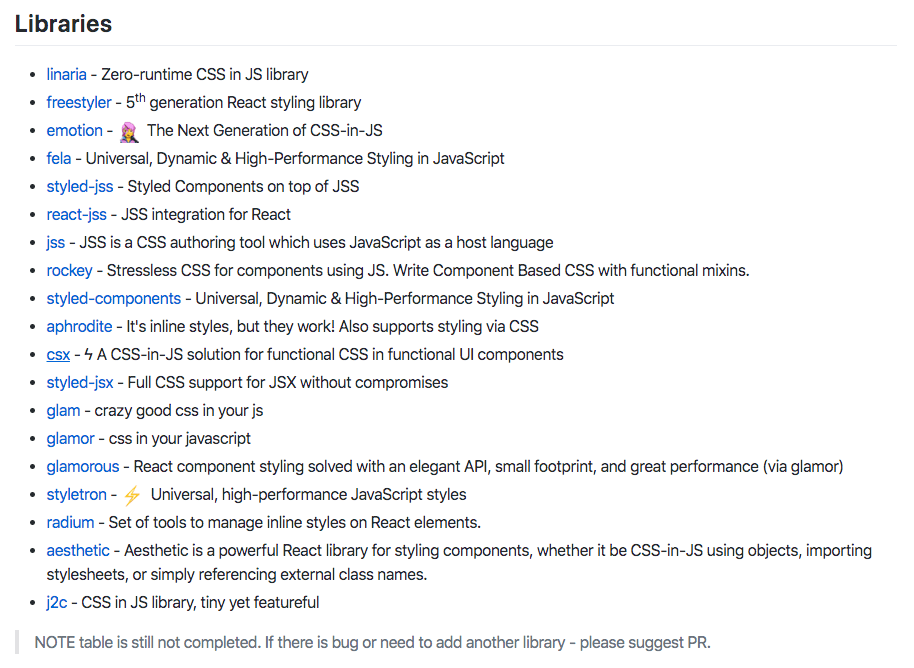 Libraries
linaria - Zero-runtime CSS in JS library
freestyler - 5th generation React styling library
emotion - 👩‍🎤 The Next Generation of CSS-in-JS
fela - Universal, Dynamic & High-Performance Styling in JavaScript
styled-jss - Styled Components on top of JSS
react-jss - JSS integration for React
jss - JSS is a CSS authoring tool which uses JavaScript as a host language
rockey - Stressless CSS for components using JS. Write Component Based CSS with functional mixins.
styled-components - Universal, Dynamic & High-Performance Styling in JavaScript
aphrodite - It's inline styles, but they work! Also supports styling via CSS
csx - ϟ A CSS-in-JS solution for functional CSS in functional UI components
styled-jsx - Full CSS support for JSX without compromises
glam - crazy good css in your js
glamor - css in your javascript
glamorous - React component styling solved with an elegant API, small footprint, and great performance (via glamor)
styletron - ⚡ Universal, high-performance JavaScript styles
radium - Set of tools to manage inline styles on React elements.
aesthetic - Aesthetic is a powerful React library for styling components, whether it be CSS-in-JS using objects, importing
stylesheets, or simply referencing external class names.
j2c - CSS in JS library, tiny yet featureful
NOTE table is still not completed. If there is bug or need to add another library - please suggest PR.